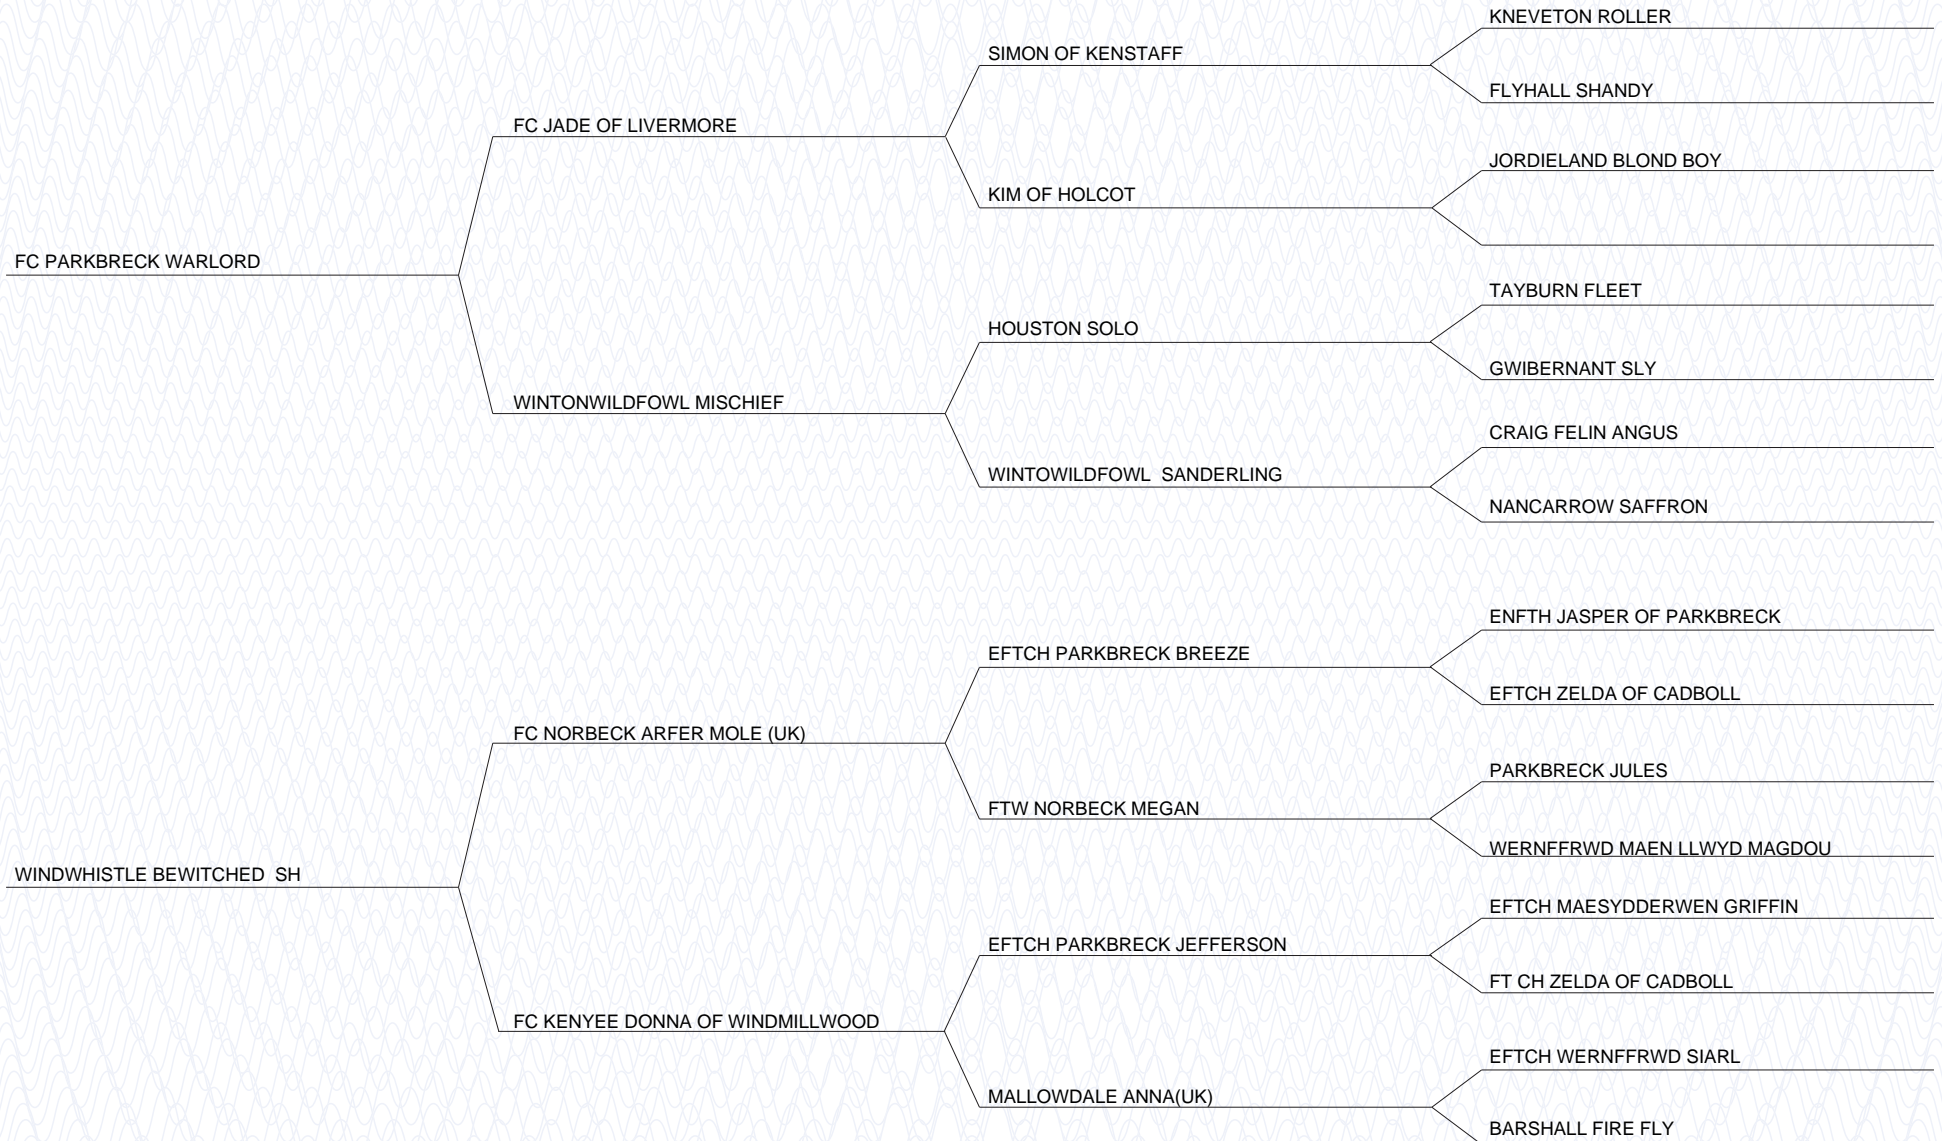 KNEVETON ROLLER
SIMON OF KENSTAFF
FLYHALL SHANDY
FC JADE OF LIVERMORE
JORDIELAND BLOND BOY
KIM OF HOLCOT
FC PARKBRECK WARLORD
TAYBURN FLEET
HOUSTON SOLO
GWIBERNANT SLY
WINTONWILDFOWL MISCHIEF
CRAIG FELIN ANGUS
WINTOWILDFOWL  SANDERLING
NANCARROW SAFFRON
ENFTH JASPER OF PARKBRECK
EFTCH PARKBRECK BREEZE
EFTCH ZELDA OF CADBOLL
FC NORBECK ARFER MOLE (UK)
PARKBRECK JULES
FTW NORBECK MEGAN
WERNFFRWD MAEN LLWYD MAGDOU
WINDWHISTLE BEWITCHED  SH
EFTCH MAESYDDERWEN GRIFFIN
EFTCH PARKBRECK JEFFERSON
FT CH ZELDA OF CADBOLL
FC KENYEE DONNA OF WINDMILLWOOD
EFTCH WERNFFRWD SIARL
MALLOWDALE ANNA(UK)
BARSHALL FIRE FLY